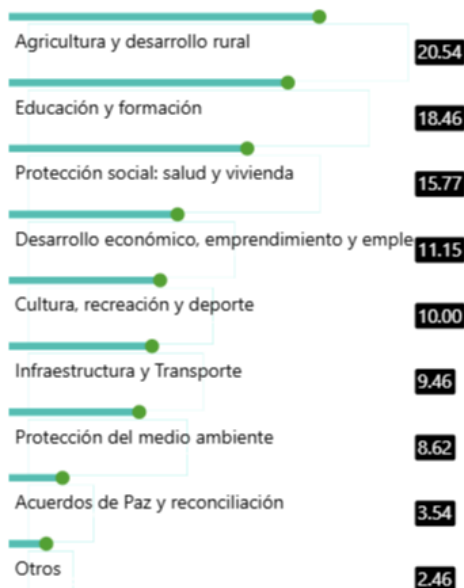 Agricultura y desarrollo rural
20.54
Educación y formación
18.46
Protección social: salud y vivienda
15.77
Desarrollo económico, emprendimiento y emple
11.15
Cultura, recreación y deporte
10.00
Infraestructura y Transporte
9.46
Protección del medio ambiente
8.62
Acuerdos de Paz y reconciliación
3.54
Otros
2.46